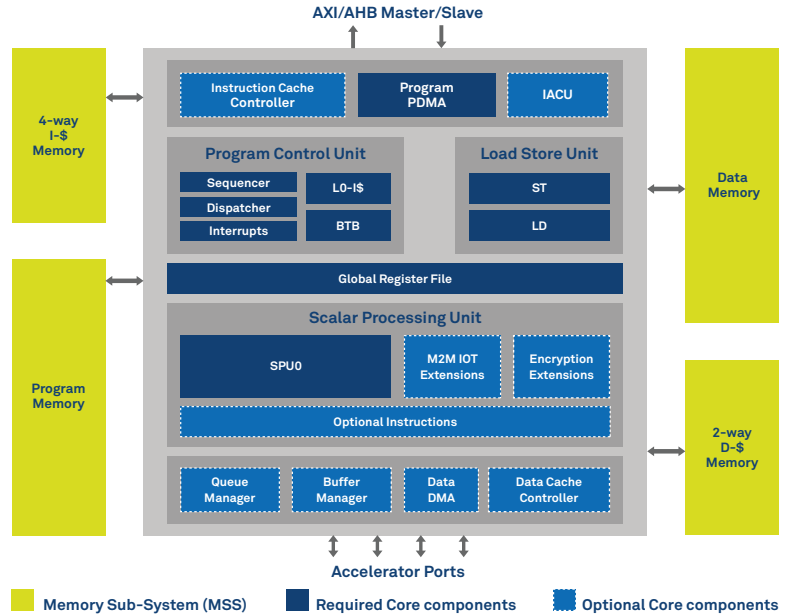 AXI/AHB Master/Slave
4-way
I-$
Memory
Instruction Cache
Controller
Program
PDMA
IACU
Program Control Unit
Sequencer
Dispatcher
Interrupts
L0-I$
BTB
Load Store Unit
ST
LD
Data
Memory
Global Register File
Program
Memory
Scalar Processing Unit
SPU0
M2M IOT
Extensions
Encryption
Extensions
Optional Instructions
2-way
D-$
Memory
Queue
Manager
Buffer
Manager
Data
DMA
Data Cache
Controller
Accelerator Ports
Memory Sub-System (MSS)
Required Core components
Optional Core components